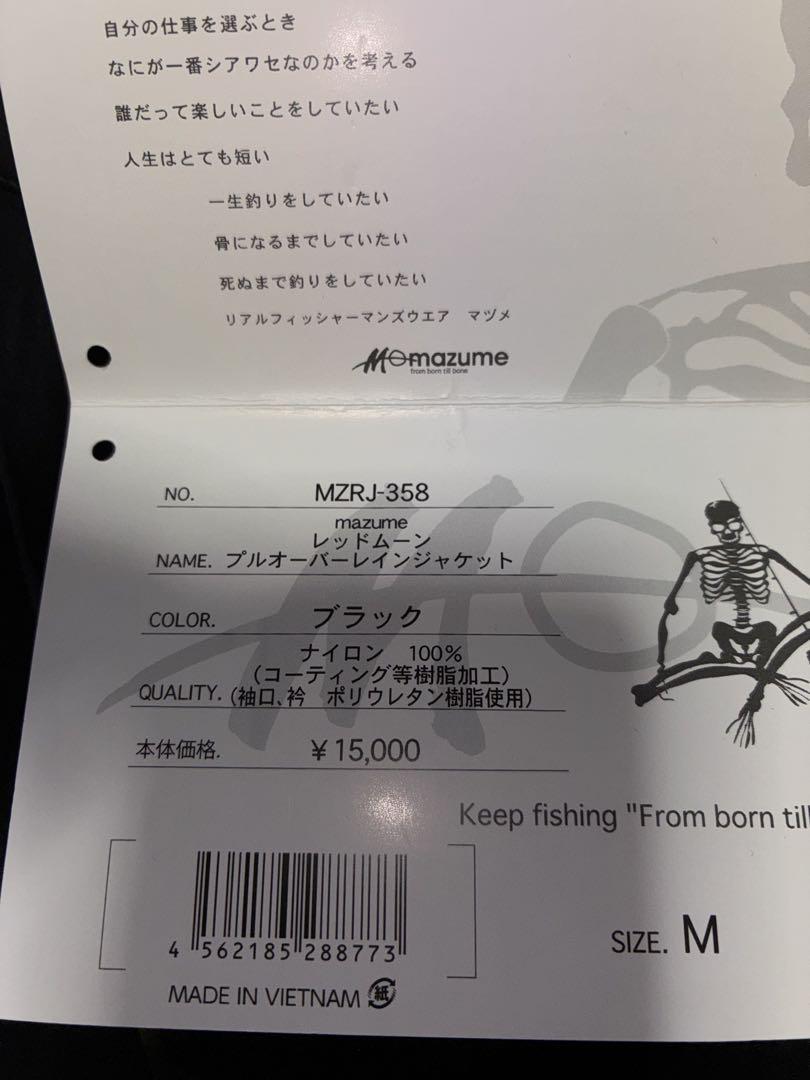 自分の仕事を選ぶとき
なにが一番シアワセなのかを考える
誰だって楽しいことをしていたい
人生はとても短い
一生釣りをしていたい
骨になるまでしていたい
死ぬまで釣りをしていたい
リアルフィッシャーマンズウエア　マヅメ
mazume
from born till bone
NO. MZRJ-358
mazume
レッドムーン
NAME. プルオーバーレインジャケット
COLOR. ブラック
ナイロン　100%
(コーティング等樹脂加工)
QUALITY. (袖口、衿　ポリウレタン樹脂使用)
本体価格. ¥15,000
Keep fishing "From born till
4 562185 288773
SIZE. M
MADE IN VIETNAM 紙